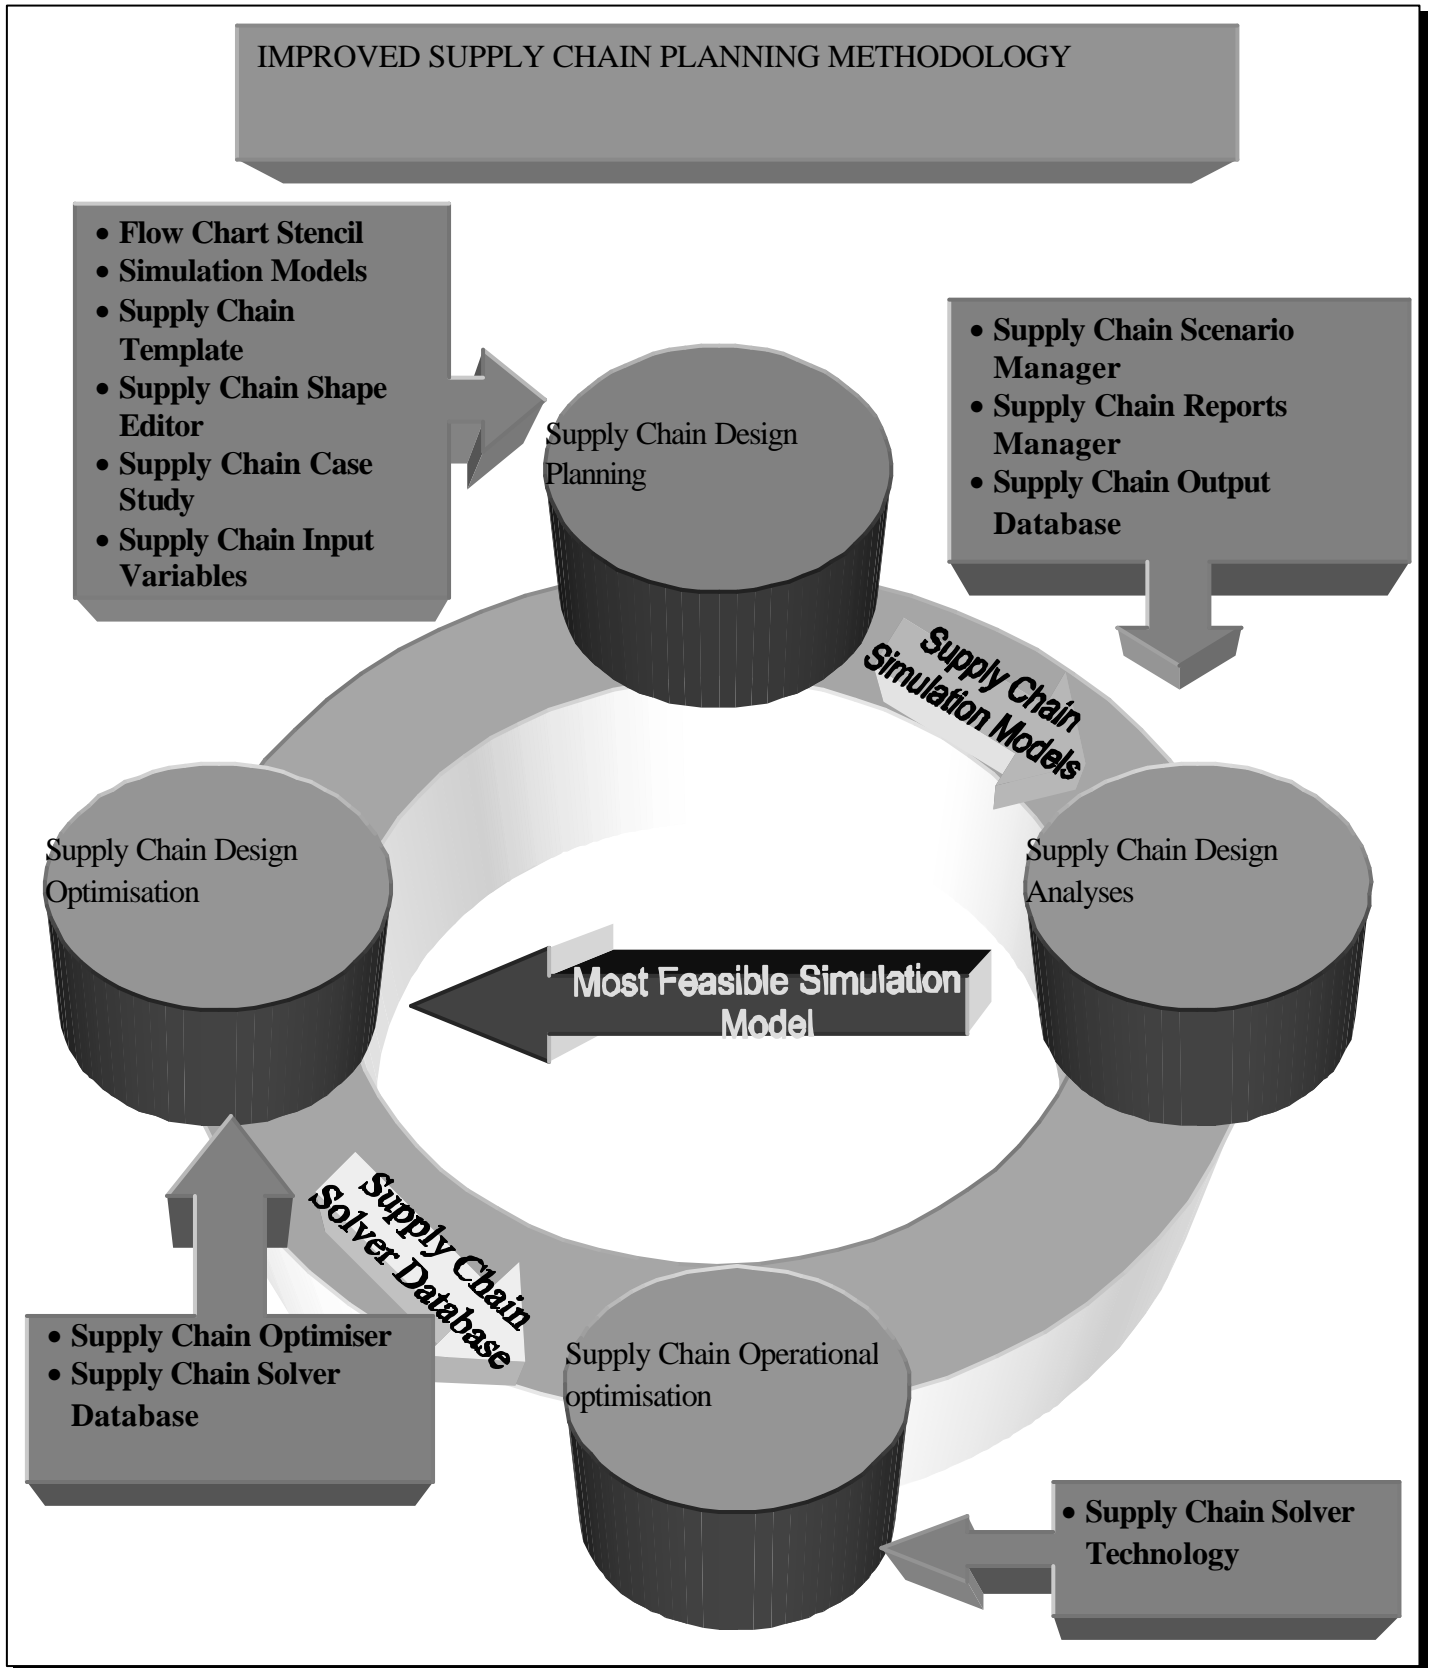 IMPROVED SUPPLY CHAIN PLANNING METHODOLOGY
• Flow Chart Stencil
• Simulation Models
• Supply Chain
Template
• Supply Chain Shape
Editor
• Supply Chain Case
Study
• Supply Chain Input
Variables
• Supply Chain Scenario
Manager
• Supply Chain Reports
Manager
• Supply Chain Output
Database
Supply Chain Design
Planning
Supply Chain
Simulation Models
Supply Chain Design
Optimisation
Supply Chain Design
Analyses
Most Feasible Simulation
Model
Supply Chain
Solver Database
• Supply Chain Optimiser
• Supply Chain Solver
Database
Supply Chain Operational
optimisation
• Supply Chain Solver
Technology